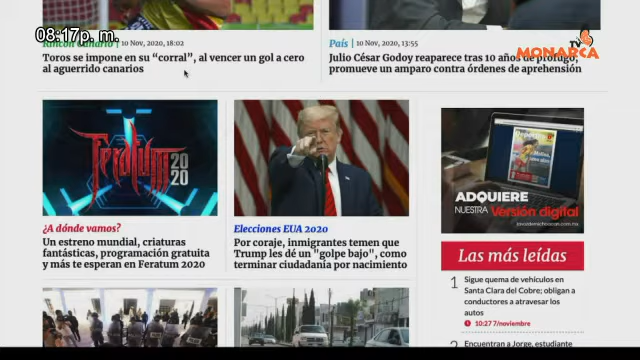 08:17p. m.
Rincón Canario | 10 Nov, 2020, 18:02
Toros se impone en su “corral”, al vencer un gol a cero
al aguerrido canarios
País | 10 Nov, 2020, 13:55
Julio César Godoy reaparece tras 10 años de prófugo,
promueve un amparo contra órdenes de aprehensión
TV
MONARCA
Feratum 2020
¿A dónde vamos?
Un estreno mundial, criaturas
fantásticas, programación gratuita
y más te esperan en Feratum 2020
Elecciones EUA 2020
Por coraje, inmigrantes temen que
Trump les dé un "golpe bajo", como
terminar ciudadanía por nacimiento
ADQUIERE
NUESTRA Versión digital
Las más leídas
1 Sigue quema de vehículos en
Santa Clara del Cobre; obligan a
conductores a atravesar los
autos
10:27 7/noviembre
2 Encuentran a Jorge, estudiante